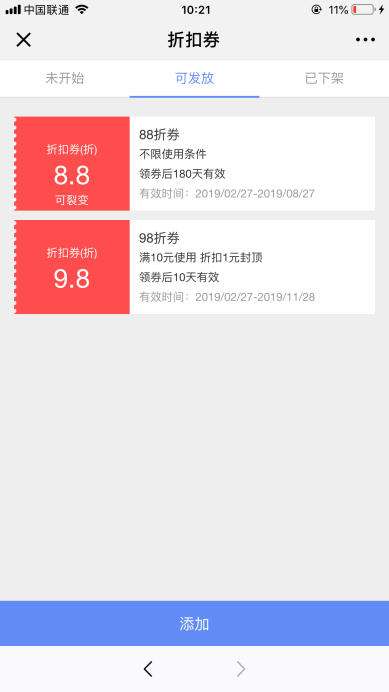 中国联通 10:21 11%
折扣券
未开始 可发放 已下架
折扣券(折)
8.8
可裂变
88折券
不限使用条件
领券后180天有效
有效时间：2019/02/27-2019/08/27
折扣券(折)
9.8
98折券
满10元使用 折扣1元封顶
领券后10天有效
有效时间：2019/02/27-2019/11/28
添加